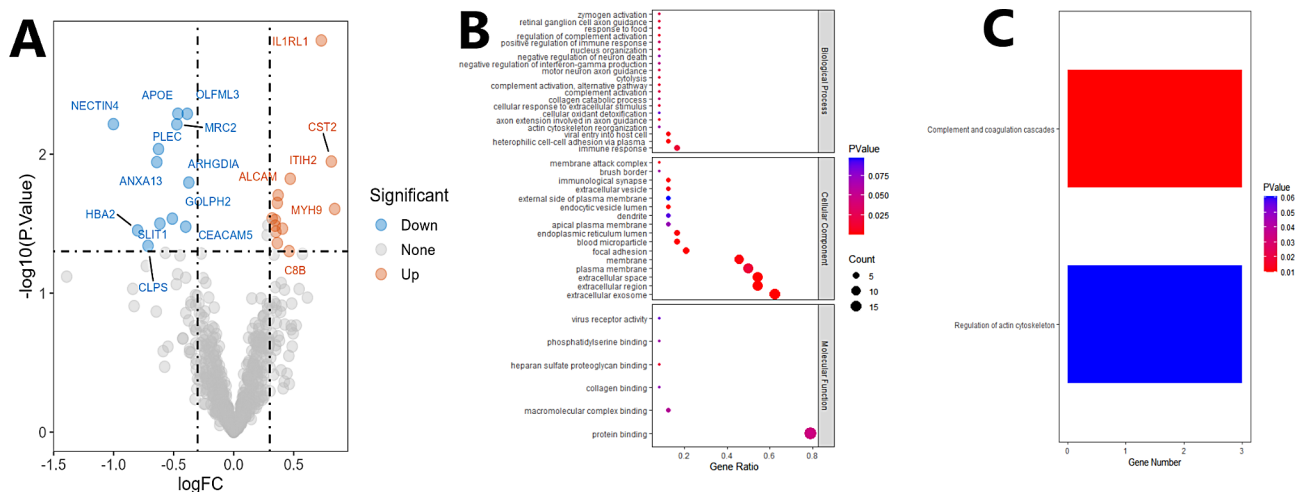 A
IL1RL1
APOE
OLFML3
NECTIN4
MRC2
CST2
PLEC
ITIH2
ARHGDIA
ALCAM
ANXA13
GOLPH2
MYH9
HBA2
SLIT1
CEACAM5
C8B
CLPS
-log10(P.Value)
2
1
0
-1.5
-1.0
-0.5
0.0
0.5
logFC
Significant
Down
None
Up
B
zymogen activation
retinal ganglion cell axon guidance
response to food
regulation of complement activation
positive regulation of immune response
nucleus organization
negative regulation of neuron death
negative regulation of interferon-gamma production
motor neuron axon guidance
cytolysis
complement activation, alternative pathway
complement activation
collagen catabolic process
cellular response to extracellular stimulus
cellular oxidant detoxification
axon extension involved in axon guidance
actin cytoskeleton reorganization
viral entry into host cell
heterophilic cell-cell adhesion via plasma
immune response
Biological Process
membrane attack complex
brush border
immunological synapse
extracellular vesicle
external side of plasma membrane
endocytic vesicle lumen
dendrite
apical plasma membrane
endoplasmic reticulum lumen
blood microparticle
focal adhesion
membrane
plasma membrane
extracellular space
extracellular region
extracellular exosome
Cellular Component
virus receptor activity
phosphatidylserine binding
heparan sulfate proteoglycan binding
collagen binding
macromolecular complex binding
protein binding
Molecular Function
0.2
0.4
0.6
0.8
Gene Ratio
PValue
0.075
0.050
0.025
Count
5
10
15
C
Complement and coagulation cascades
Regulation of actin cytoskeleton
0
1
2
3
Gene Number
PValue
0.06
0.05
0.04
0.03
0.02
0.01